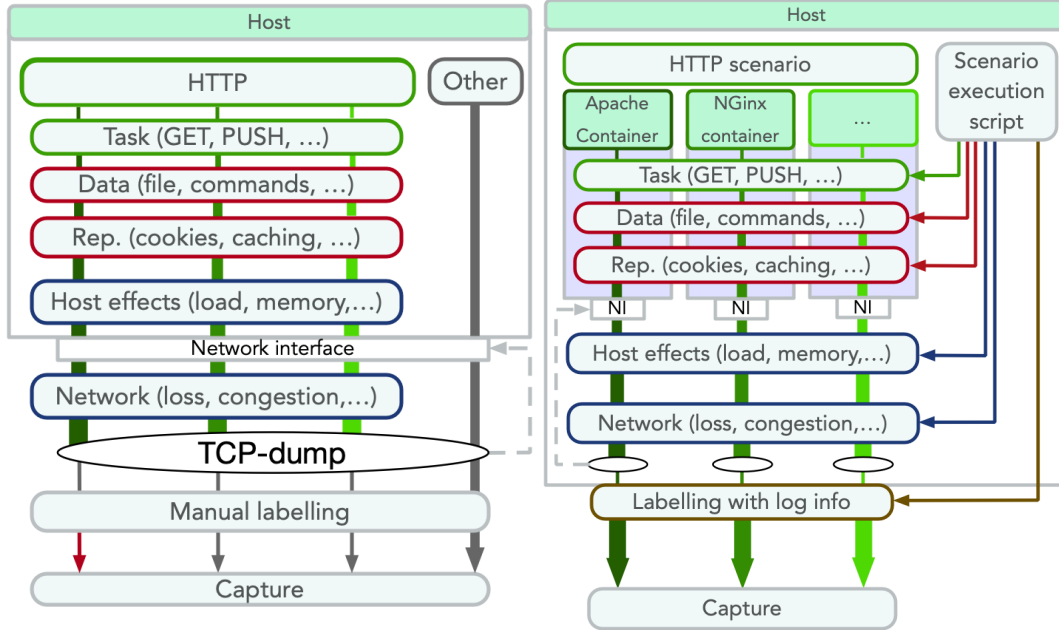 Host
HTTP
Other
Task (GET, PUSH, ...)
Data (file, commands, ...)
Rep. (cookies, caching, ...)
Host effects (load, memory,...)
Network interface
Network (loss, congestion,...)
TCP-dump
Manual labelling
Capture
Host
HTTP scenario
Scenario
execution
script
Apache
Container
NGinx
container
...
Task (GET, PUSH, ...)
Data (file, commands, ...)
Rep. (cookies, caching, ...)
NI
NI
NI
Host effects (load, memory,...)
Network (loss, congestion,...)
Labelling with log info
Capture